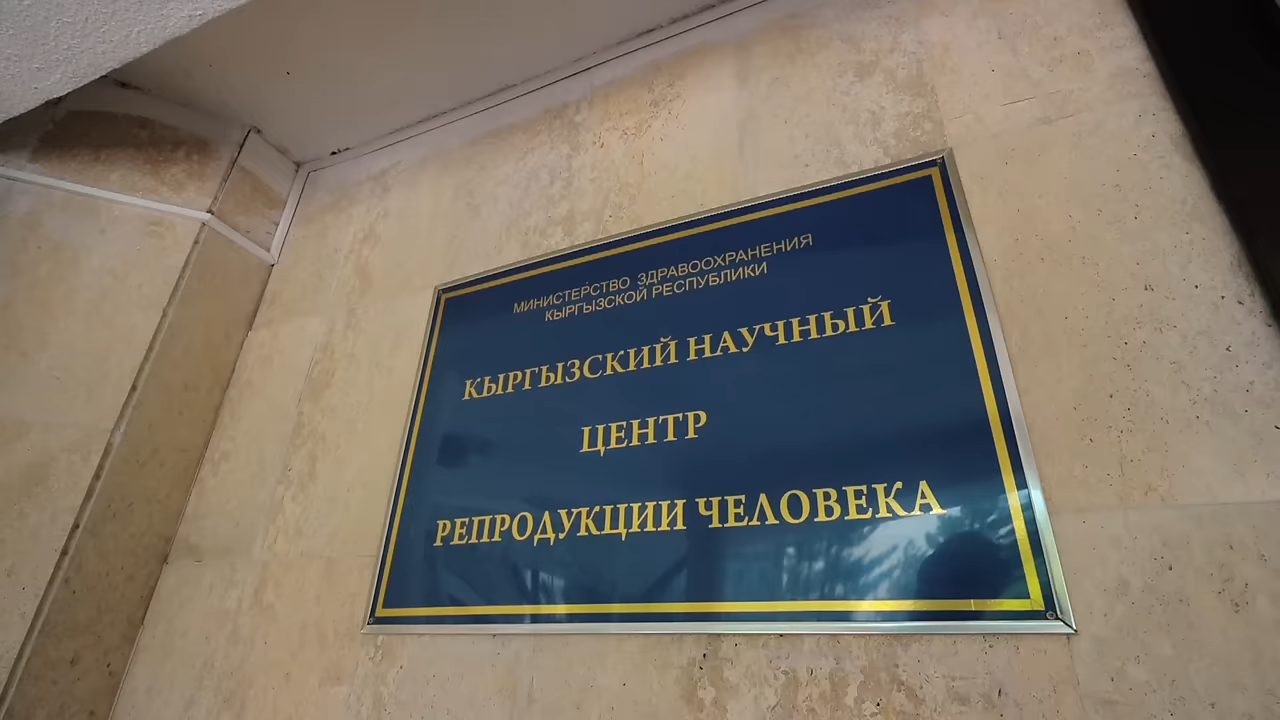 МИНИСТЕРСТВО ЗДРАВООХРАНЕНИЯ
КЫРГЫЗСКОЙ РЕСПУБЛИКИ
КЫРГЫЗСКИЙ НАУЧНЫЙ
ЦЕНТР
РЕПРОДУКЦИИ ЧЕЛОВЕКА